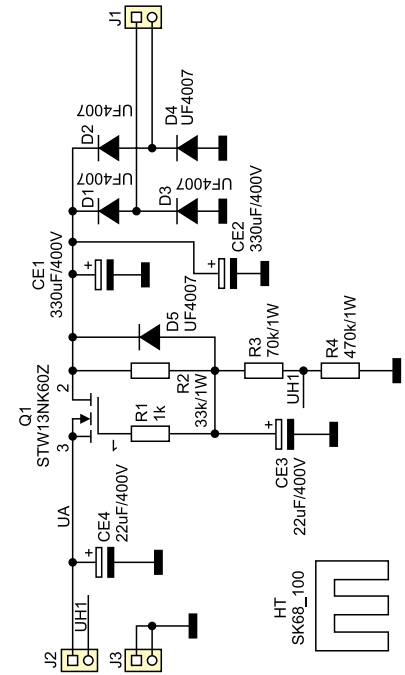 J1
D2
UF4007
D4
UF4007
D1
UF4007
D3
UF4007
CE1
330uF/400V
+
CE2
330uF/400V
+
D5
UF4007
Q1
STW13NK60Z
2
3
1
R1
1k
R2
33k/1W
R3
70k/1W
UH1
R4
470k/1W
UA
CE4
22uF/400V
+
CE3
22uF/400V
+
J2
UH1
J3
HT
SK68_100